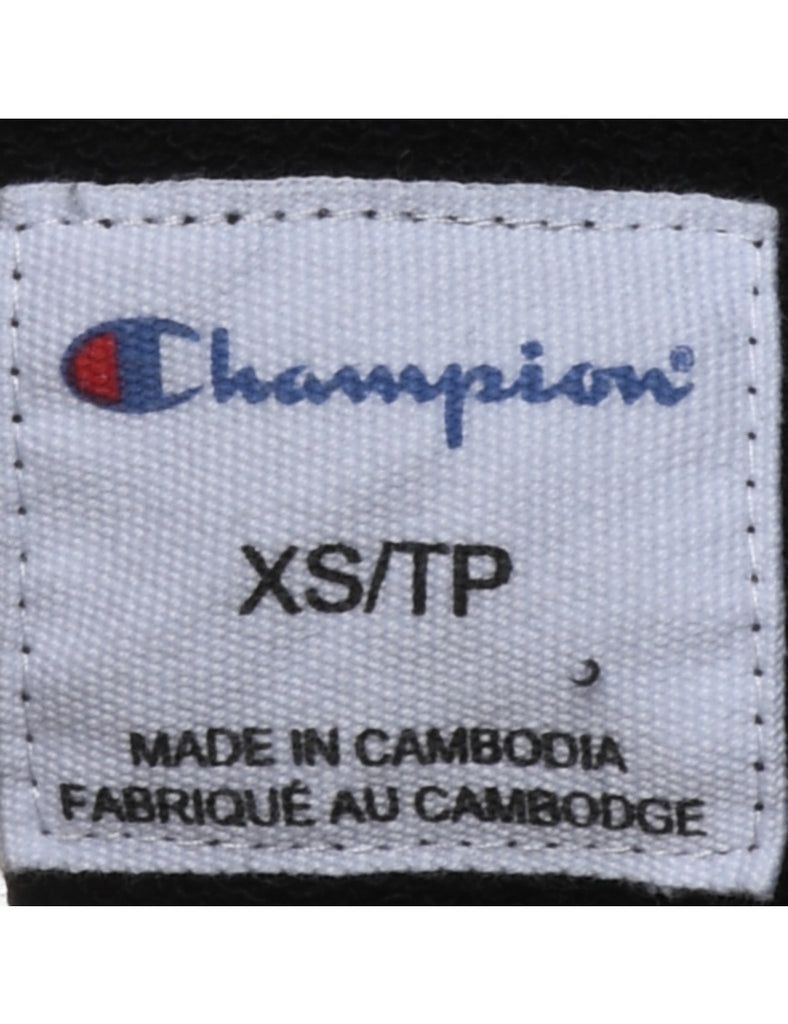 Champion®
XS/TP
MADE IN CAMBODIA
FABRIQUÉ AU CAMBODGE